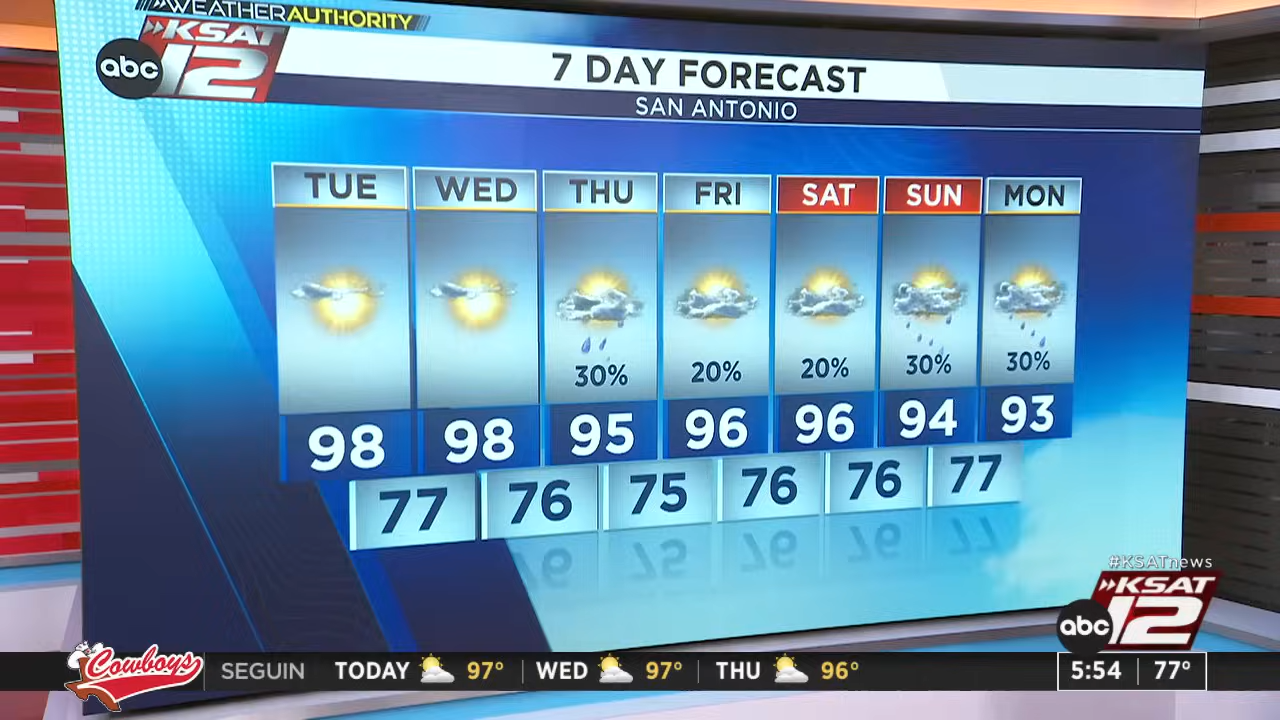 WEATHERAUTHORITY
KSAT
abc 12
7 DAY FORECAST
SAN ANTONIO
TUE WED THU FRI SAT SUN MON
30% 20% 20% 30% 30%
98 98 95 96 96 94 93
77 76 75 76 76 77
#KSATnews
KSAT
abc 12
Cowboys SEGUIN TODAY 97° WED 97° THU 96° 5:54 77°